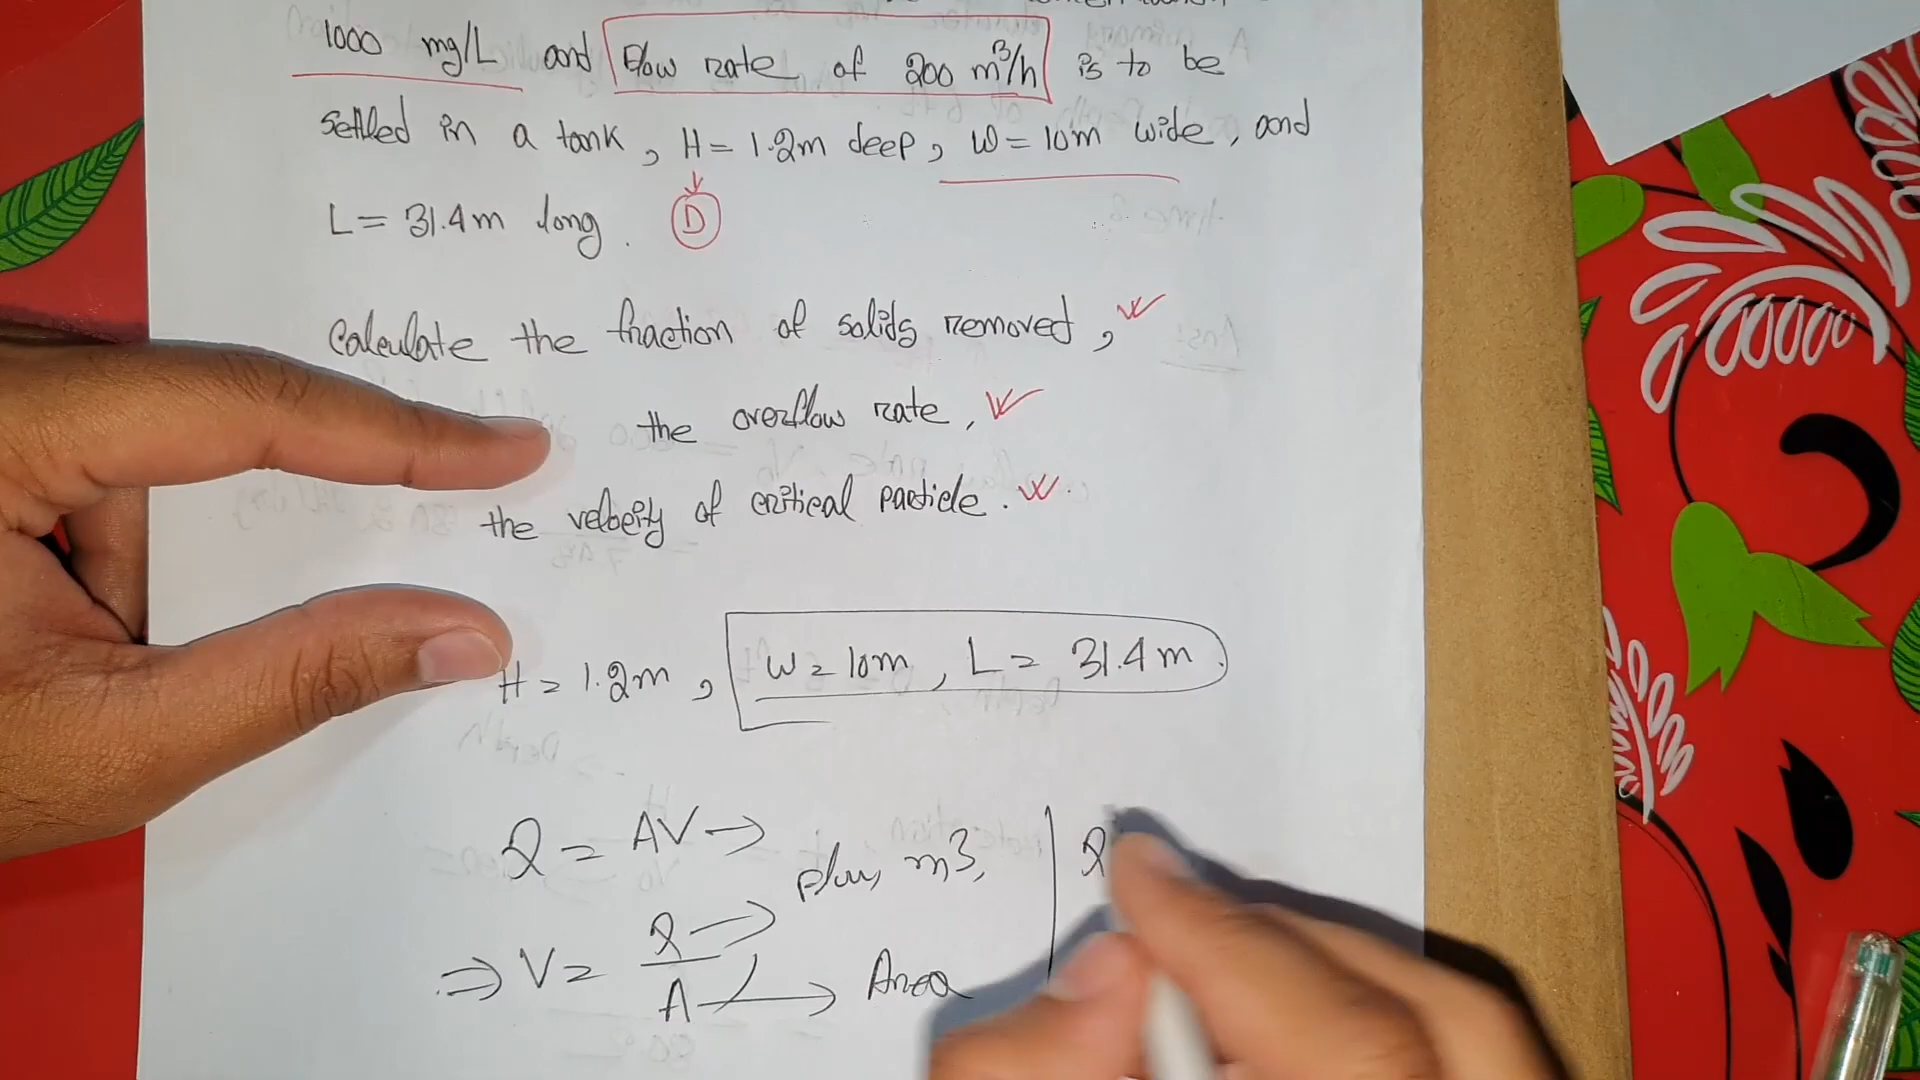 1000 mg/L and flow rate of 200 m³/h is to be
settled in a tank, H = 1.2m deep, W = 10m wide, and
L = 31.4m long. D
Calculate the fraction of solids removed,
the overflow rate,
the velocity of critical particle.
H = 1.2m, W = 10m, L = 31.4m.
Q = AV → flow, m3, Q
⇒ V = Q/A → Area